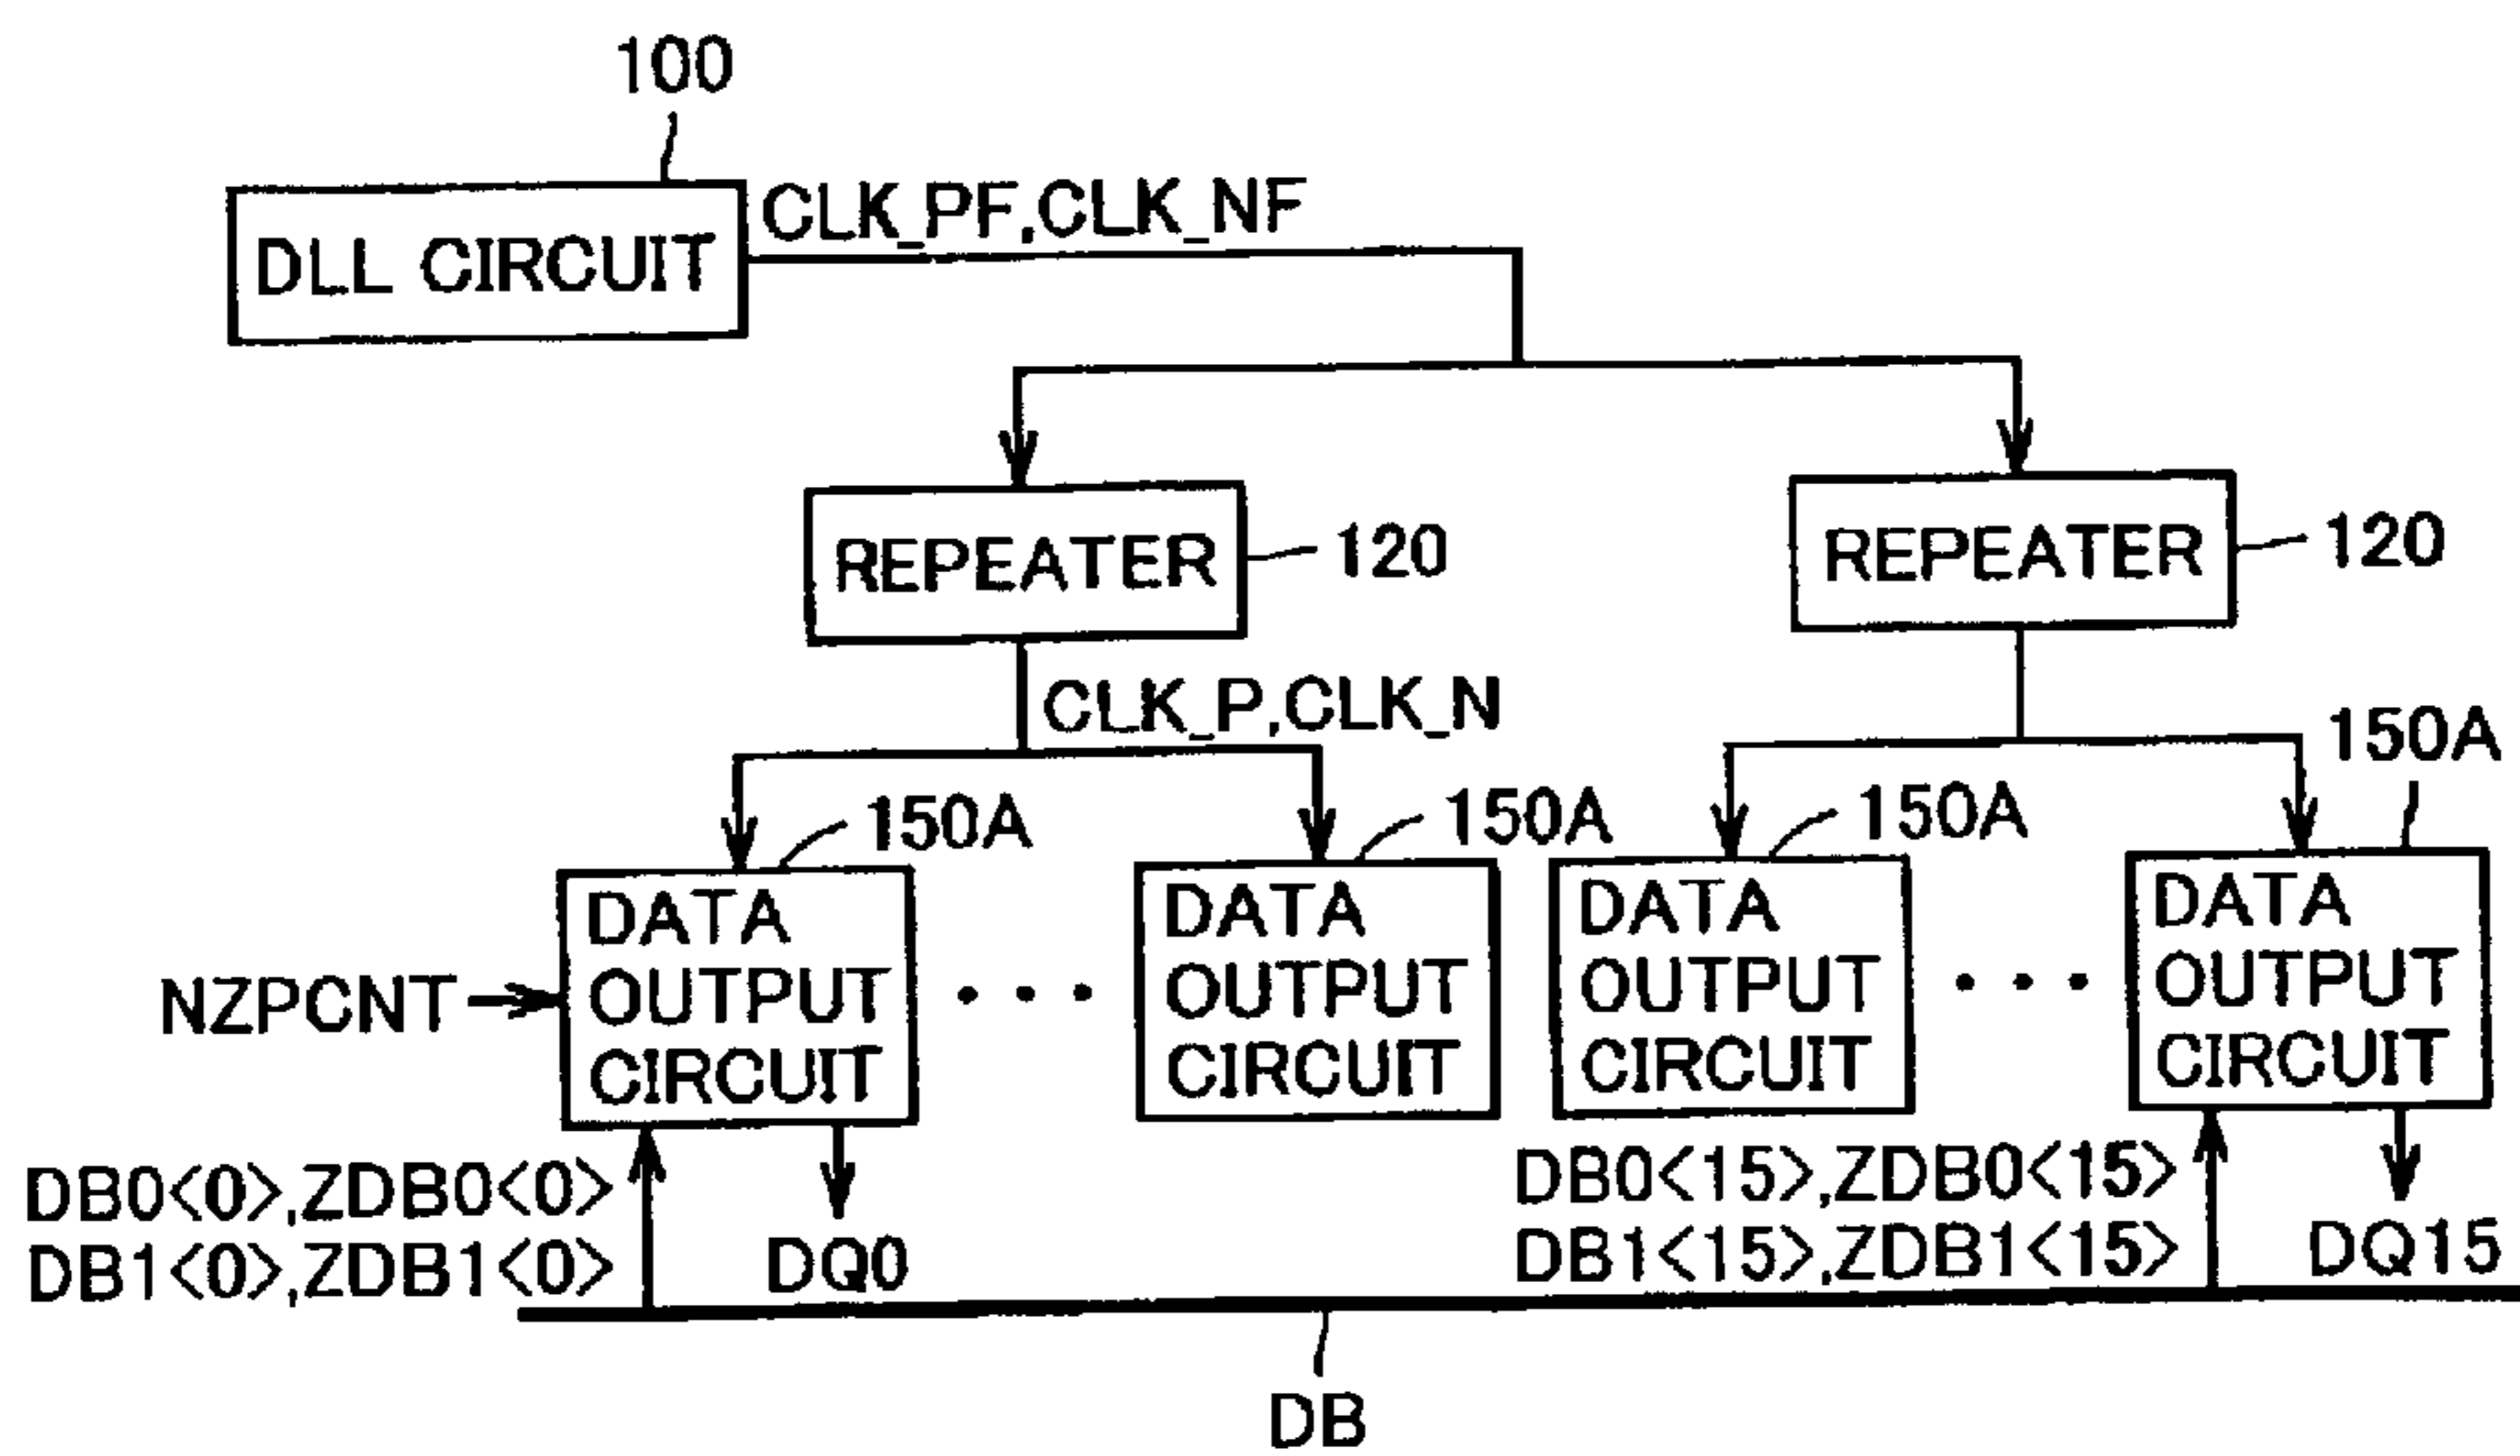 100
DLL CIRCUIT
CLK_PF,CLK_NF
REPEATER
120
REPEATER
120
CLK_P,CLK_N
150A
150A
150A
150A
NZPCNT
DATA
OUTPUT
CIRCUIT
DATA
OUTPUT
CIRCUIT
DATA
OUTPUT
CIRCUIT
DATA
OUTPUT
CIRCUIT
DB0<0>,ZDB0<0>
DB1<0>,ZDB1<0>
DQ0
DB0<15>,ZDB0<15>
DB1<15>,ZDB1<15>
DQ15
DB